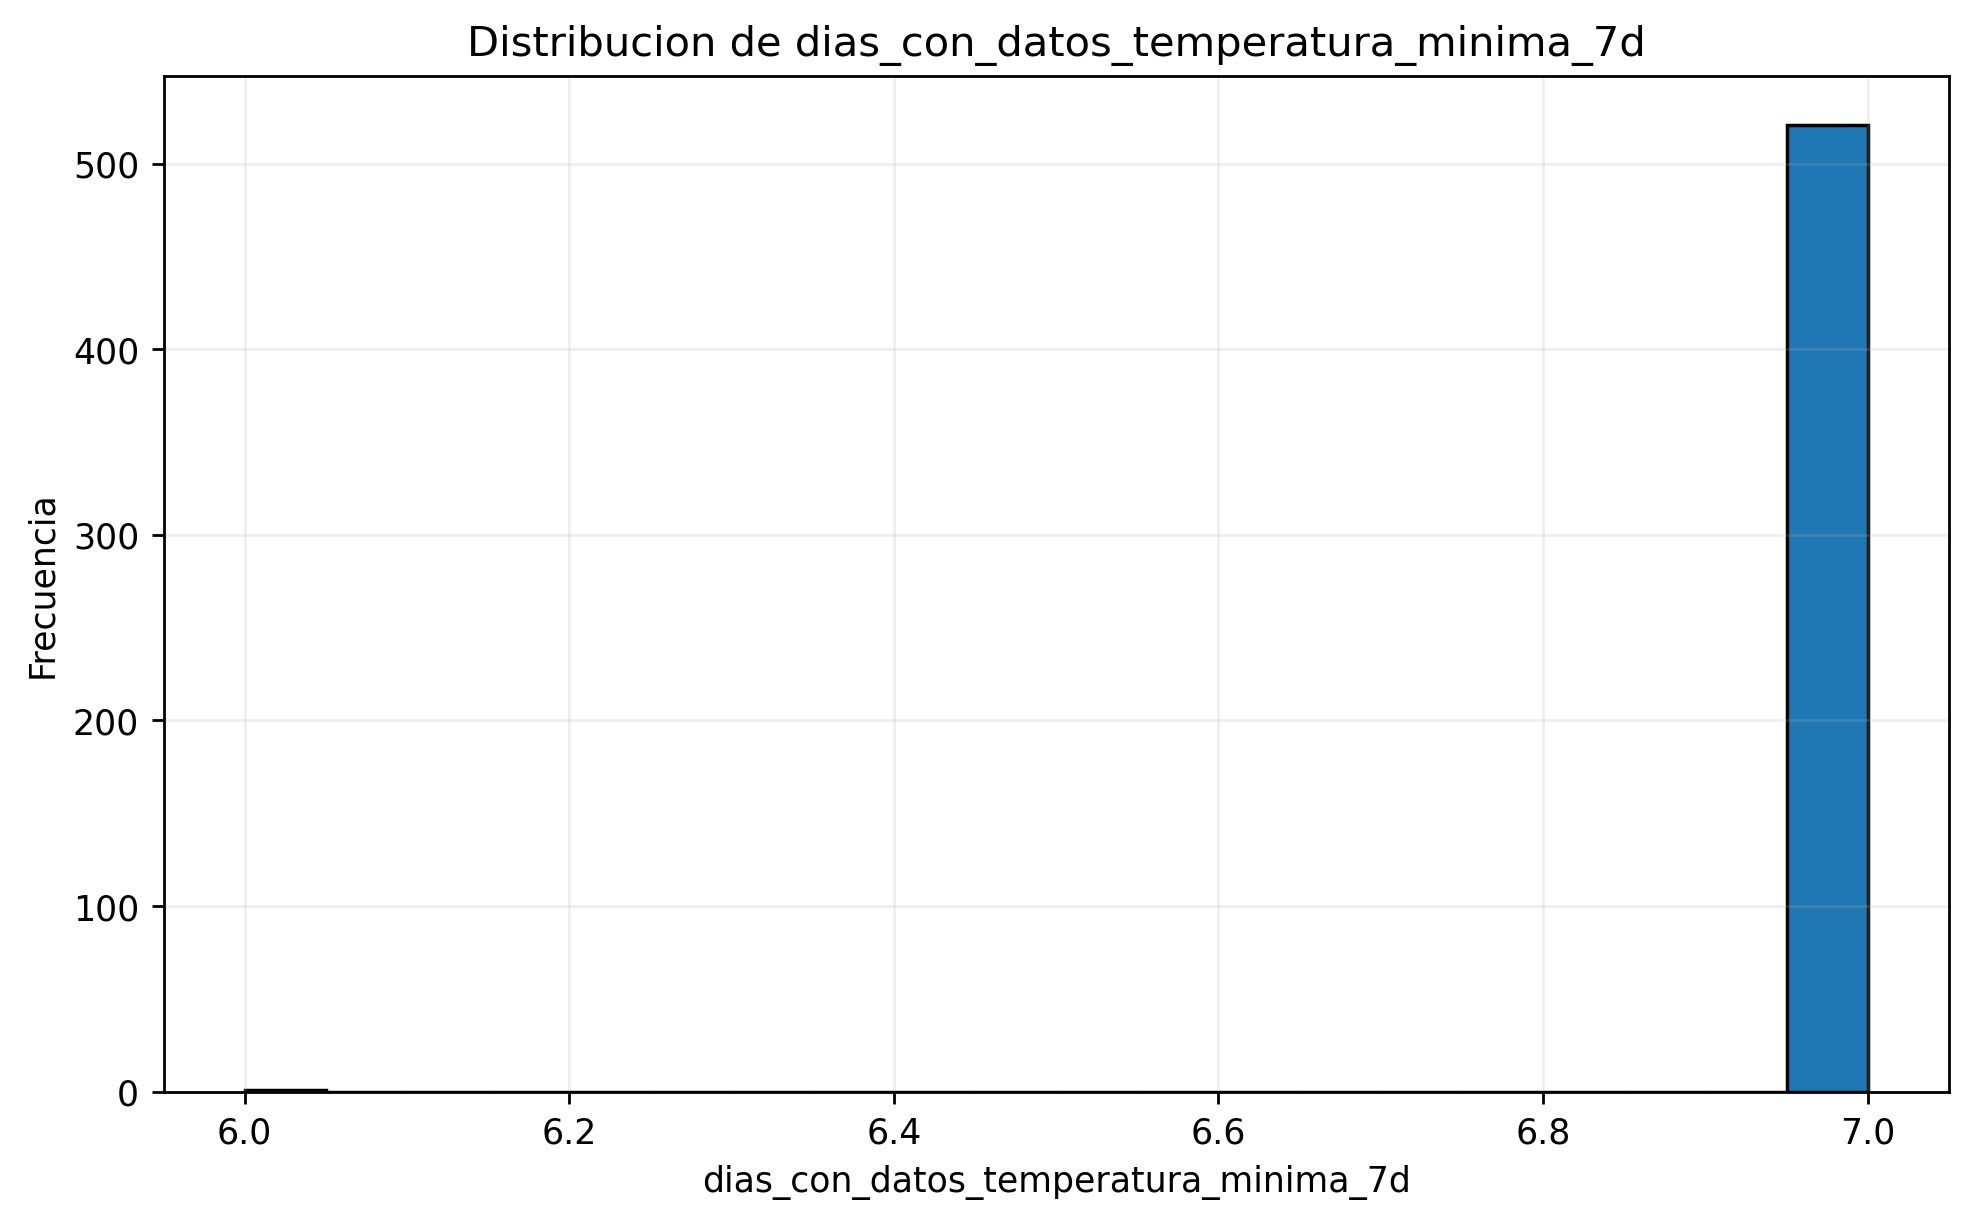 Distribucion de dias_con_datos_temperatura_minima_7d
500
400
300
200
100
0
Frecuencia
6.0 6.2 6.4 6.6 6.8 7.0
dias_con_datos_temperatura_minima_7d